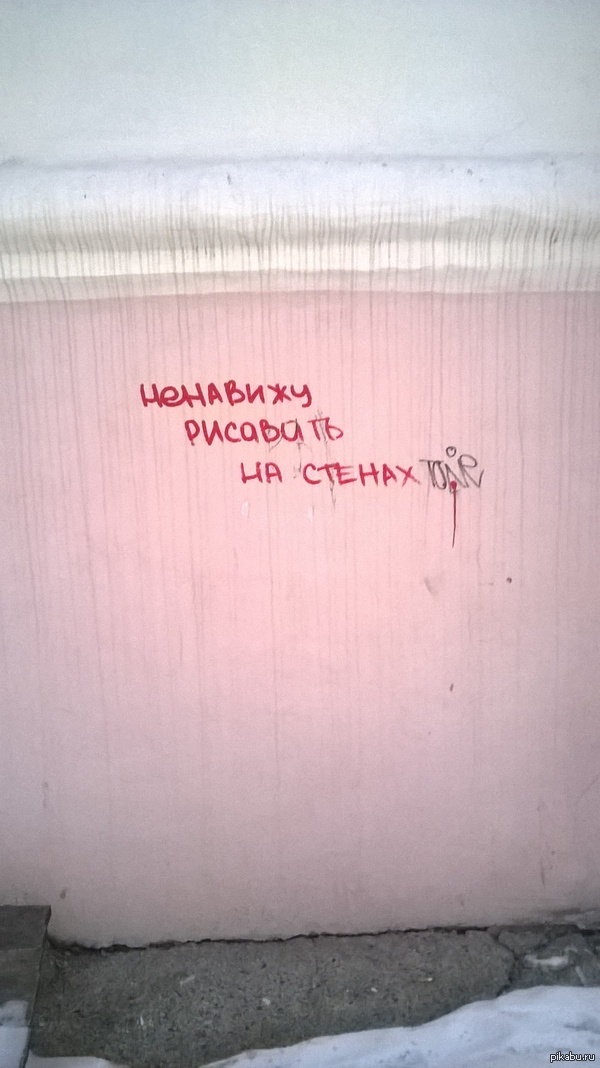 ненавижу
рисовать
на стенах
pikabu.ru